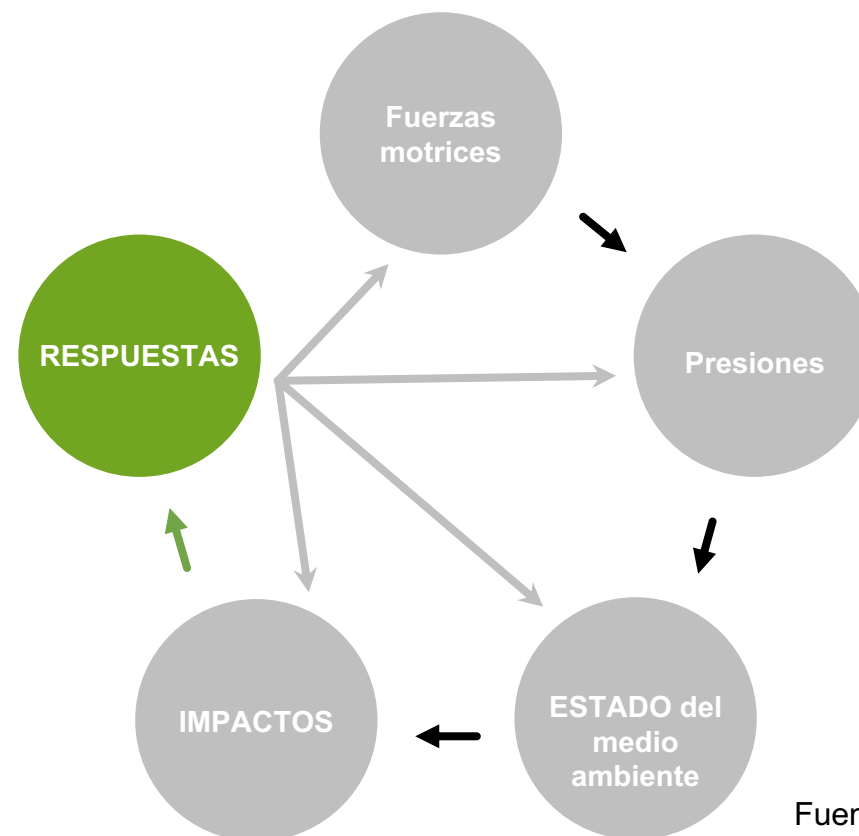 Fuerzas
motrices
RESPUESTAS
Presiones
IMPACTOS
ESTADO del
medio
ambiente